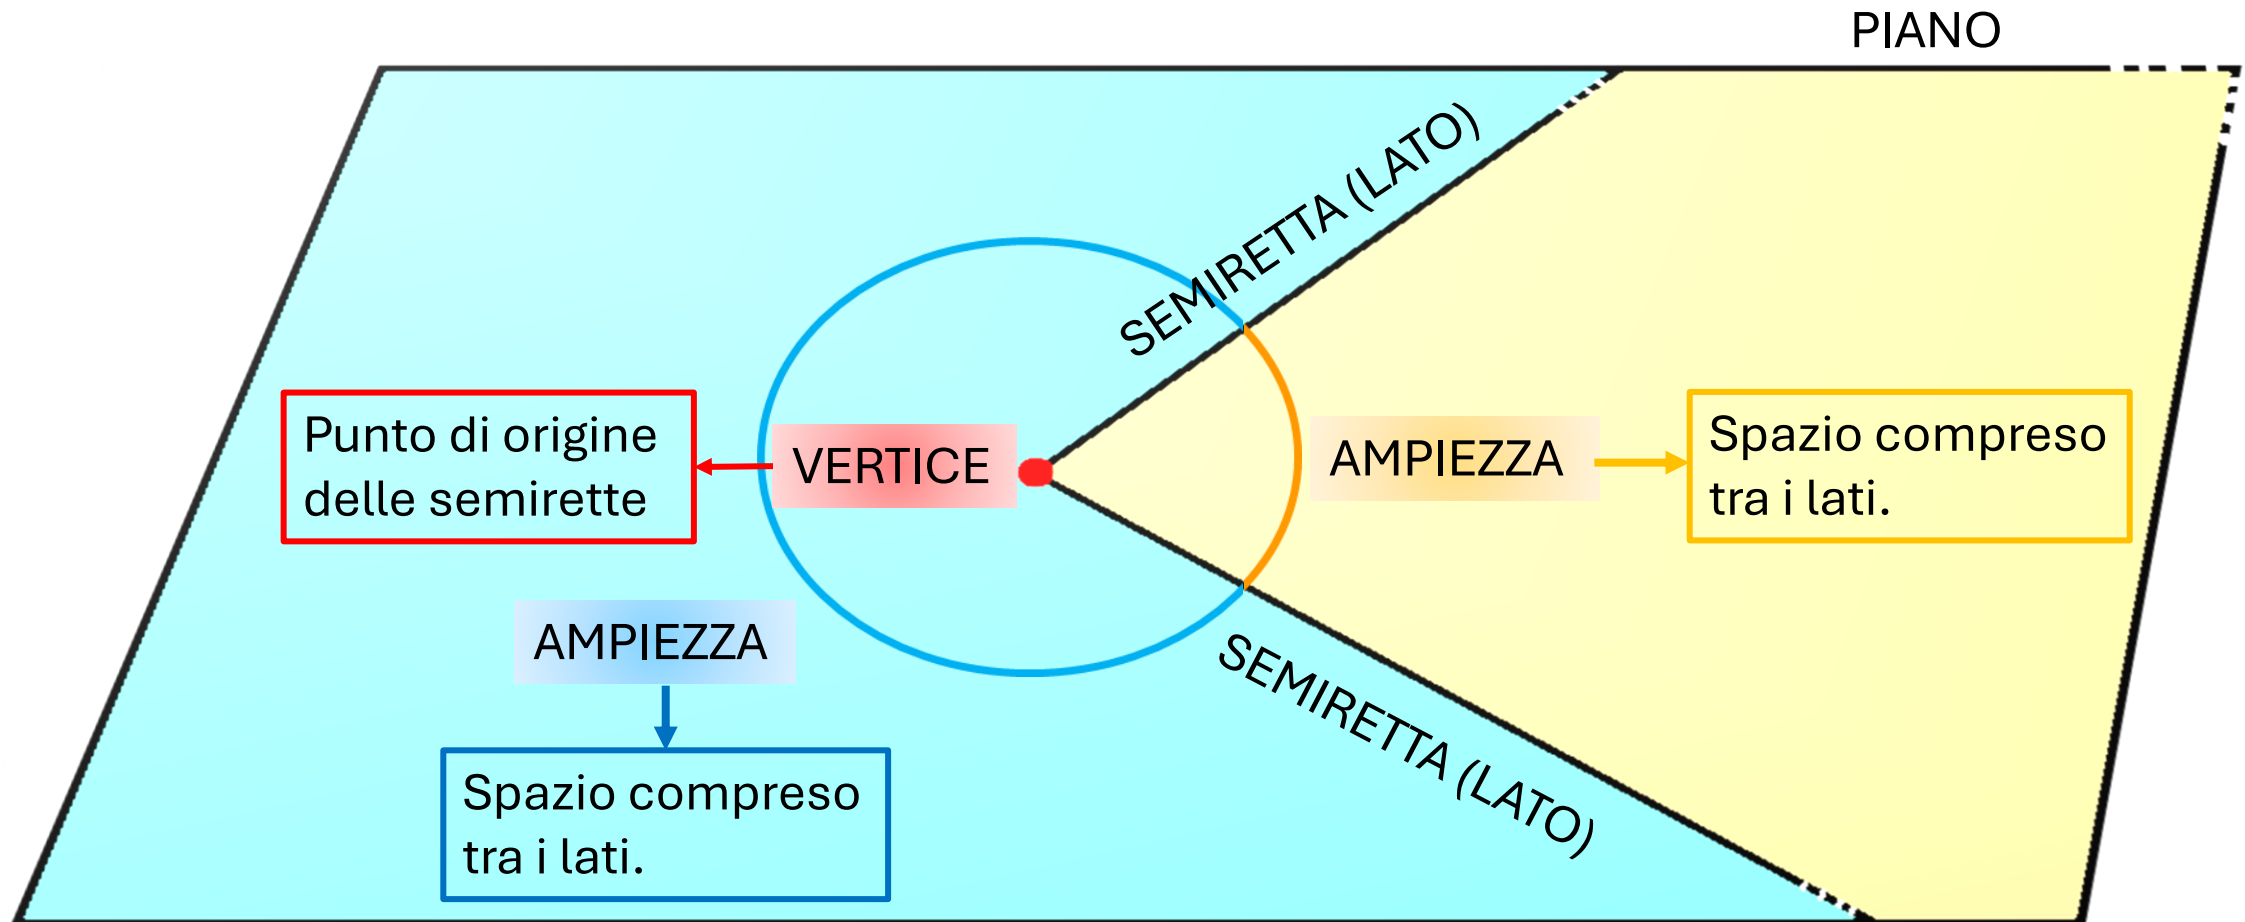 PIANO
SEMIRETTA (LATO)
Punto di origine
delle semirette
VERTICE
AMPIEZZA
Spazio compreso
tra i lati.
AMPIEZZA
Spazio compreso
tra i lati.
SEMIRETTA (LATO)